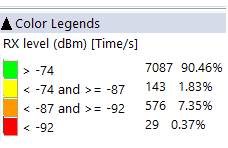 ▲ Color Legends
RX level (dBm) [Time/s]
> -74 7087 90.46%
< -74 and >= -87 143 1.83%
< -87 and >= -92 576 7.35%
< -92 29 0.37%